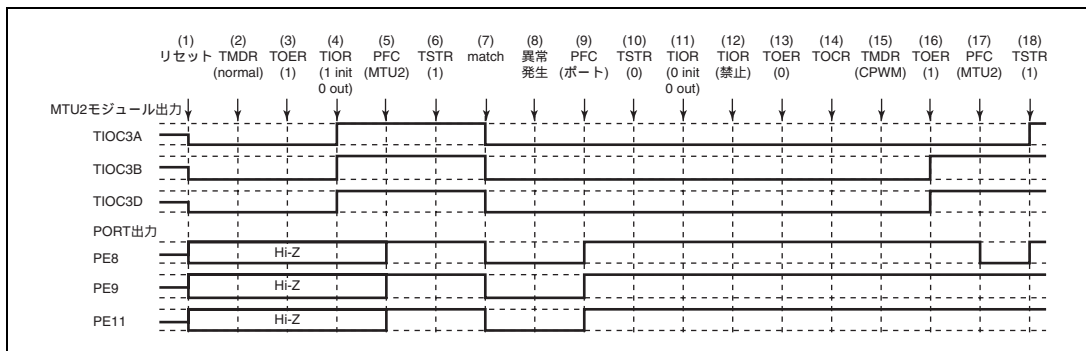 (1) (2) (3) (4) (5) (6) (7) (8) (9) (10) (11) (12) (13) (14) (15) (16) (17) (18)
リセット TMDR TOER TIOR PFC TSTR match 異常 PFC TSTR TIOR TIOR TOER TOCR TMDR TOER PFC TSTR
(normal) (1) (1 init (MTU2) (1) 発生 (ポート) (0) (0 init (禁止) (0) (CPWM) (1) (MTU2) (1)
0 out) 0 out)
MTU2モジュール出力
TIOC3A
TIOC3B
TIOC3D
PORT出力
PE8 Hi-Z
PE9 Hi-Z
PE11 Hi-Z